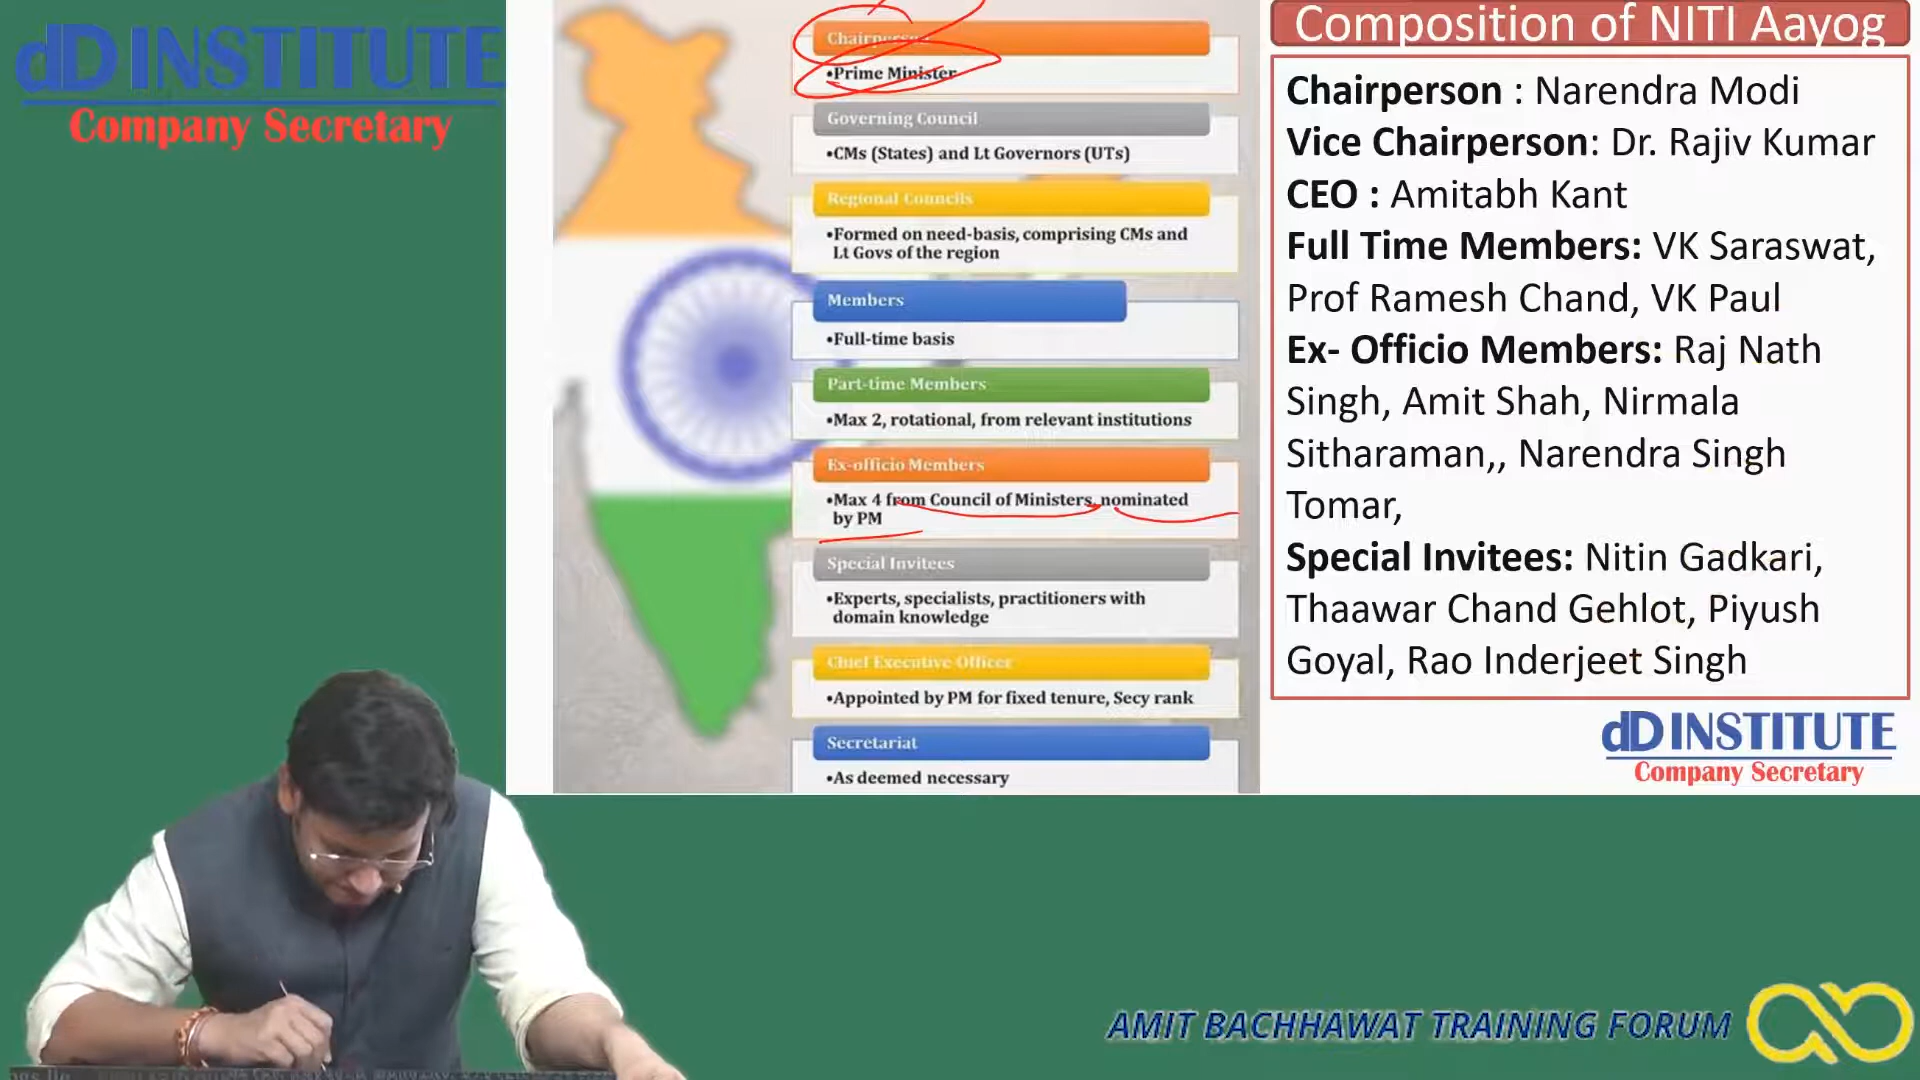 dD INSTITUTE
Company Secretary
Chairperson
•Prime Minister
Governing Council
•CMs (States) and Lt Governors (UTs)
Regional Councils
•Formed on need-basis, comprising CMs and
Lt Govs of the region
Members
•Full-time basis
Part-time Members
•Max 2, rotational, from relevant institutions
Ex-officio Members
•Max 4 from Council of Ministers, nominated
by PM
Special Invitees
•Experts, specialists, practitioners with
domain knowledge
Chief Executive Officer
•Appointed by PM for fixed tenure, Secy rank
Secretariat
•As deemed necessary
Composition of NITI Aayog
Chairperson : Narendra Modi
Vice Chairperson: Dr. Rajiv Kumar
CEO : Amitabh Kant
Full Time Members: VK Saraswat,
Prof Ramesh Chand, VK Paul
Ex- Officio Members: Raj Nath
Singh, Amit Shah, Nirmala
Sitharaman,, Narendra Singh
Tomar,
Special Invitees: Nitin Gadkari,
Thaawar Chand Gehlot, Piyush
Goyal, Rao Inderjeet Singh
dD INSTITUTE
Company Secretary
AMIT BACHHAWAT TRAINING FORUM